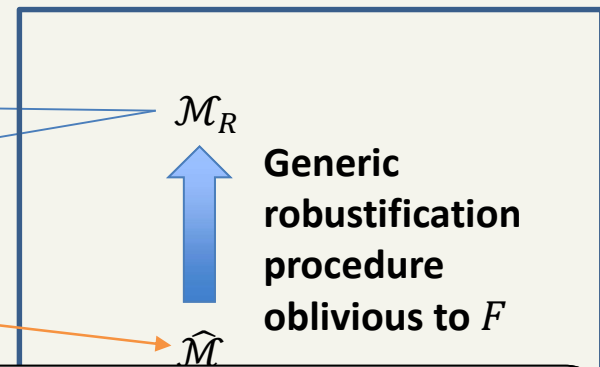 ℳ_R
Generic
robustification
procedure
oblivious to F
ℳ̂